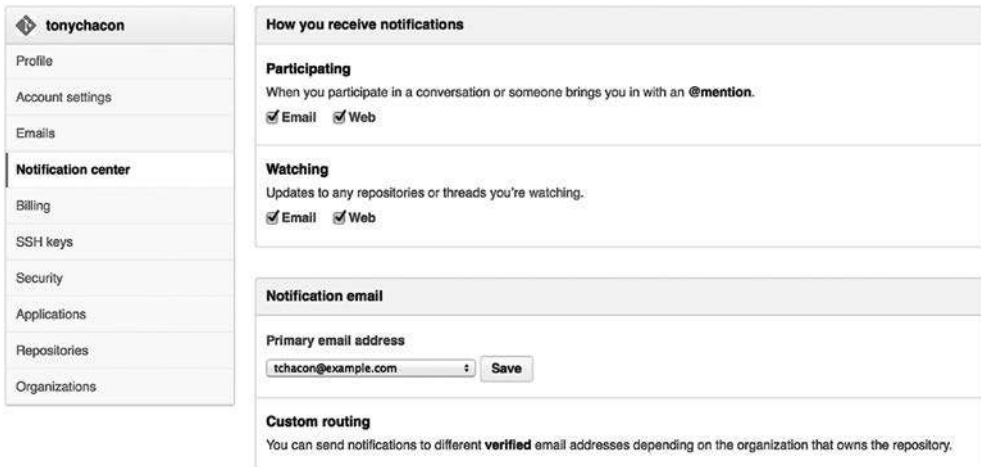 tonychacon
Profile
Account settings
Emails
Notification center
Billing
SSH keys
Security
Applications
Repositories
Organizations
How you receive notifications
Participating
When you participate in a conversation or someone brings you in with an @mention.
Email Web
Watching
Updates to any repositories or threads you're watching.
Email Web
Notification email
Primary email address
tchacon@example.com Save
Custom routing
You can send notifications to different verified email addresses depending on the organization that owns the repository.